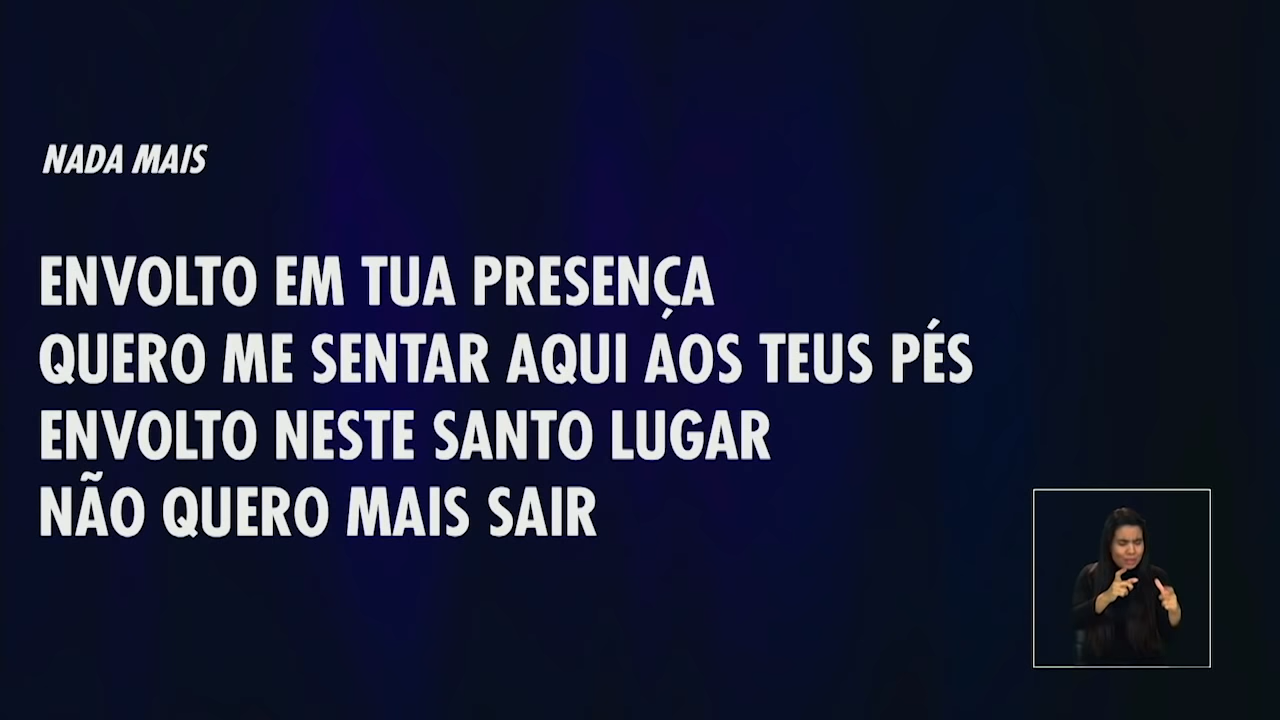 NADA MAIS
ENVOLTO EM TUA PRESENÇA
QUERO ME SENTAR AQUI AOS TEUS PÉS
ENVOLTO NESTE SANTO LUGAR
NÃO QUERO MAIS SAIR